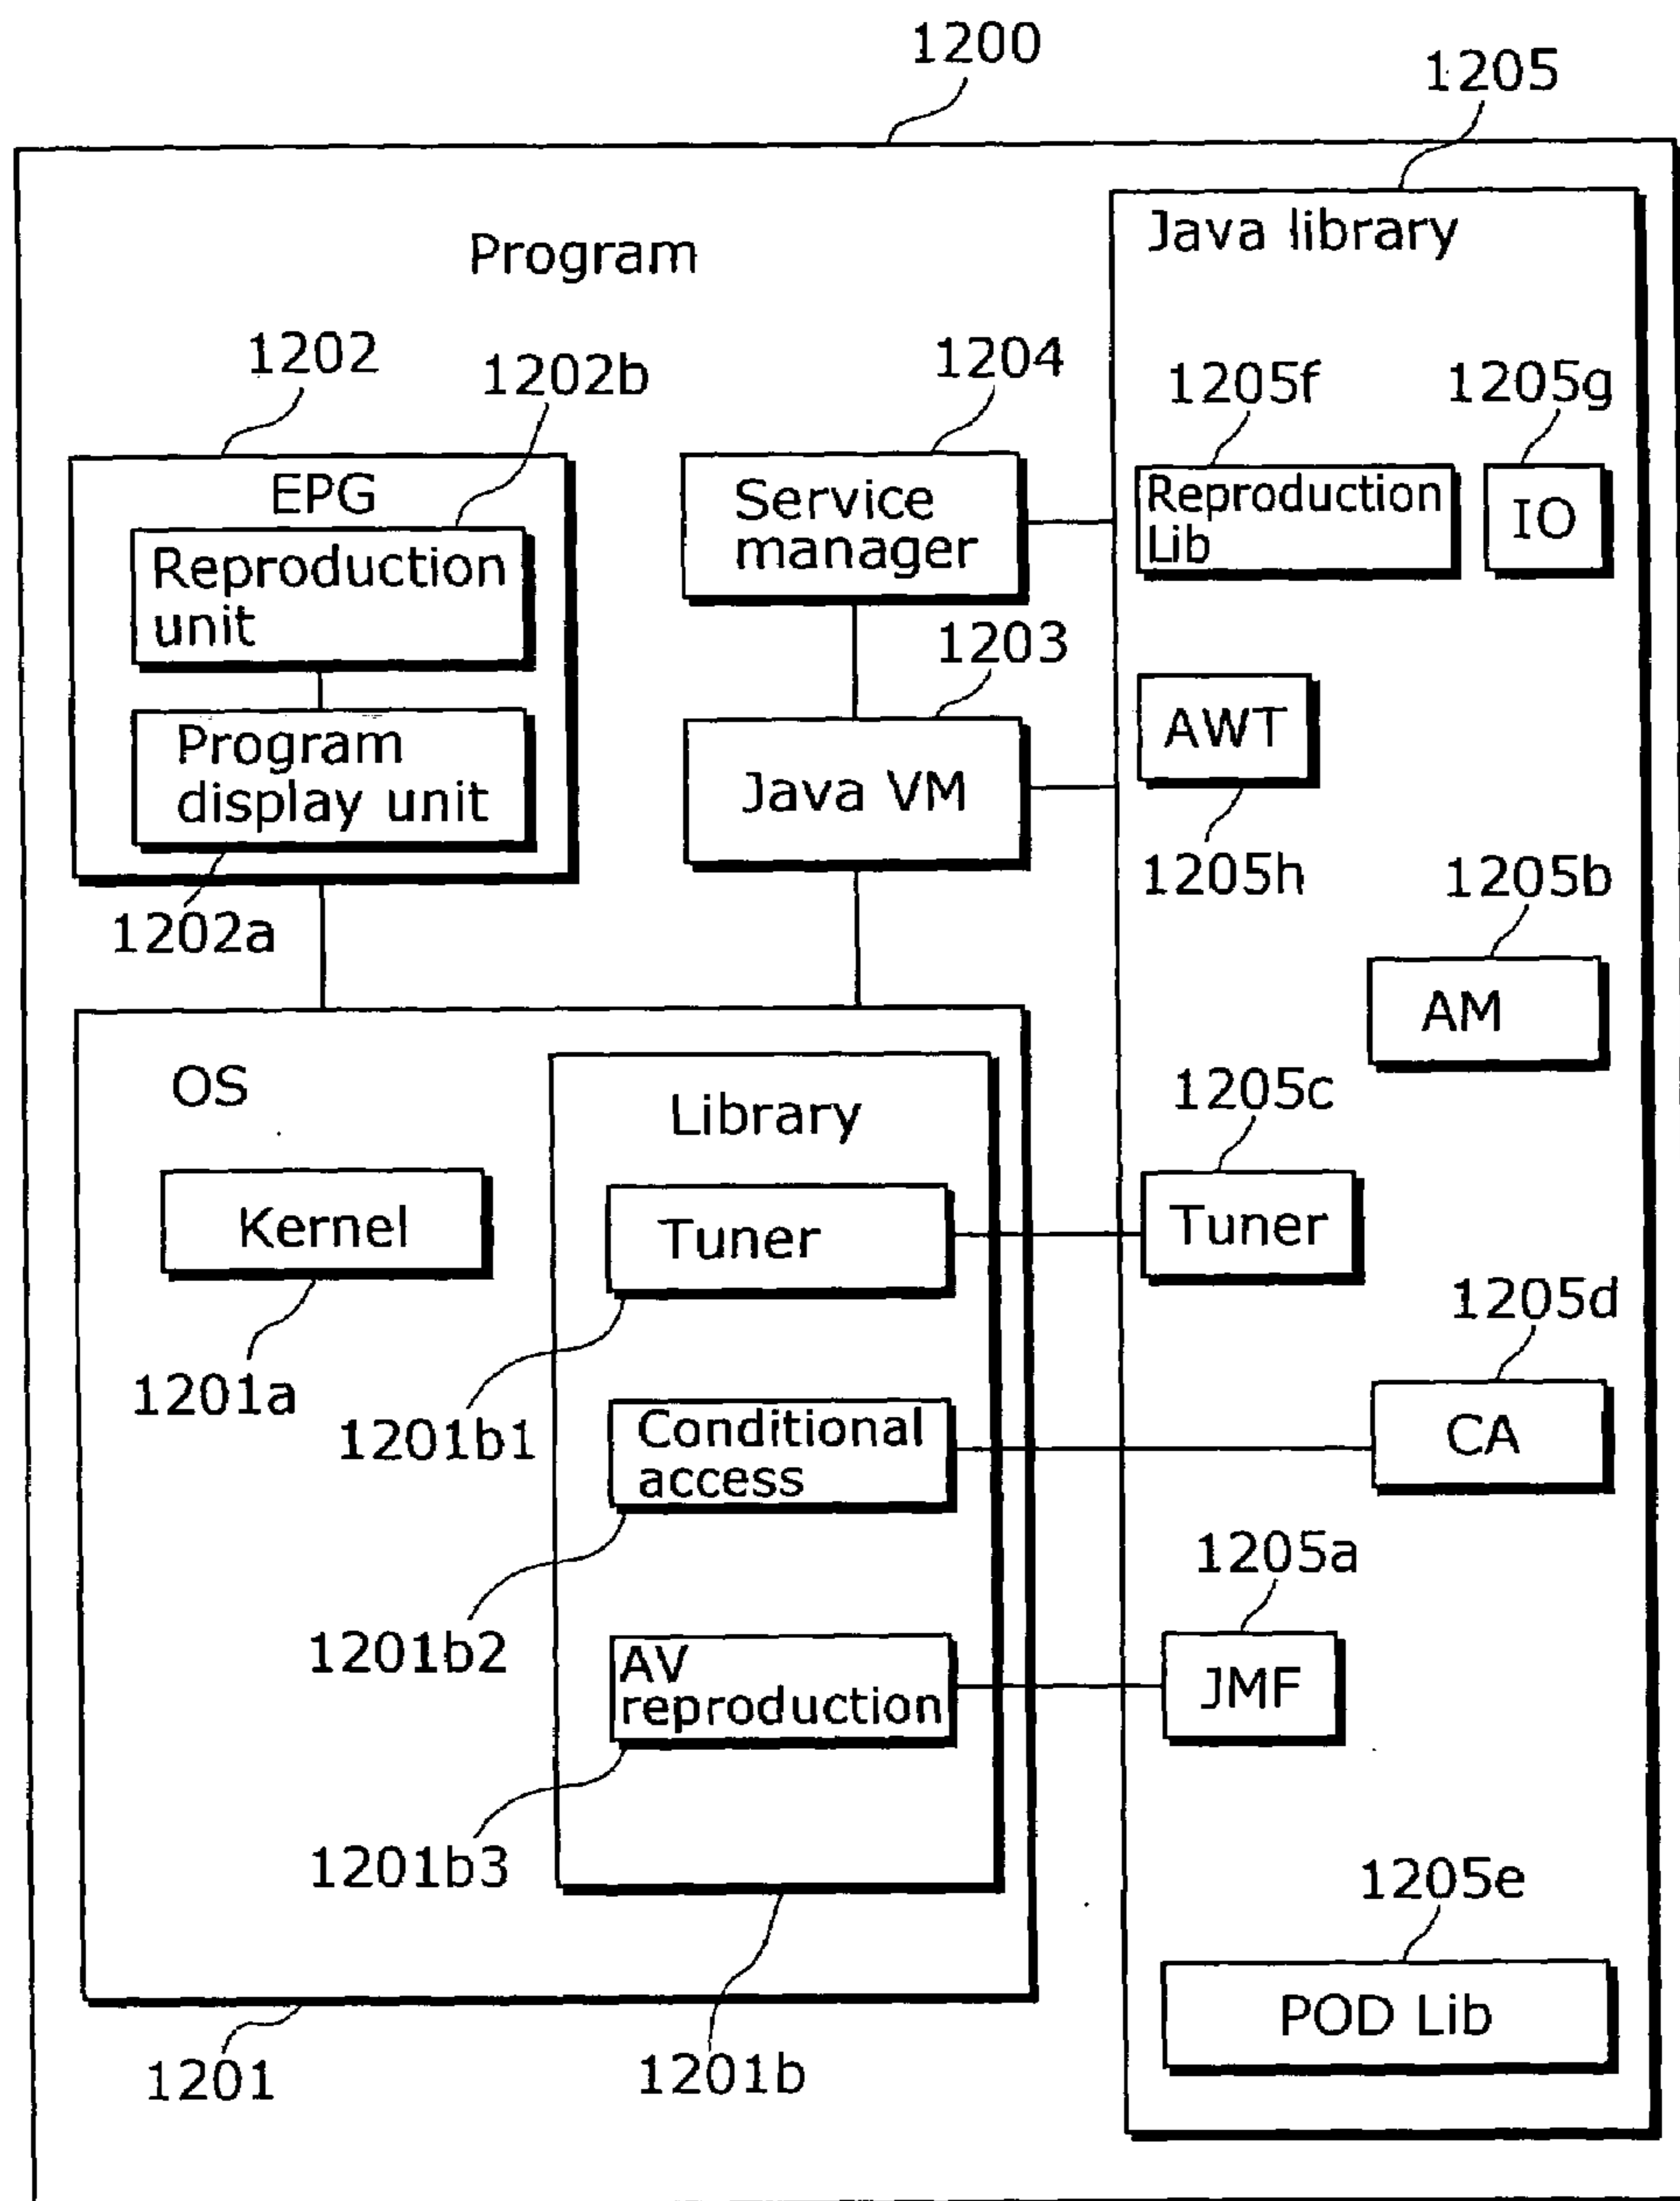 1200
1205
Program
Java library
1202
1202b
1204
1205f
1205g
EPG
Reproduction
unit
Service
manager
Reproduction
Lib
IO
1203
Program
display unit
Java VM
AWT
1202a
1205h
1205b
AM
OS
Library
1205c
Kernel
Tuner
Tuner
1201a
1201b1
1205d
Conditional
access
CA
1201b2
1205a
AV
reproduction
JMF
1201b3
1205e
POD Lib
1201
1201b